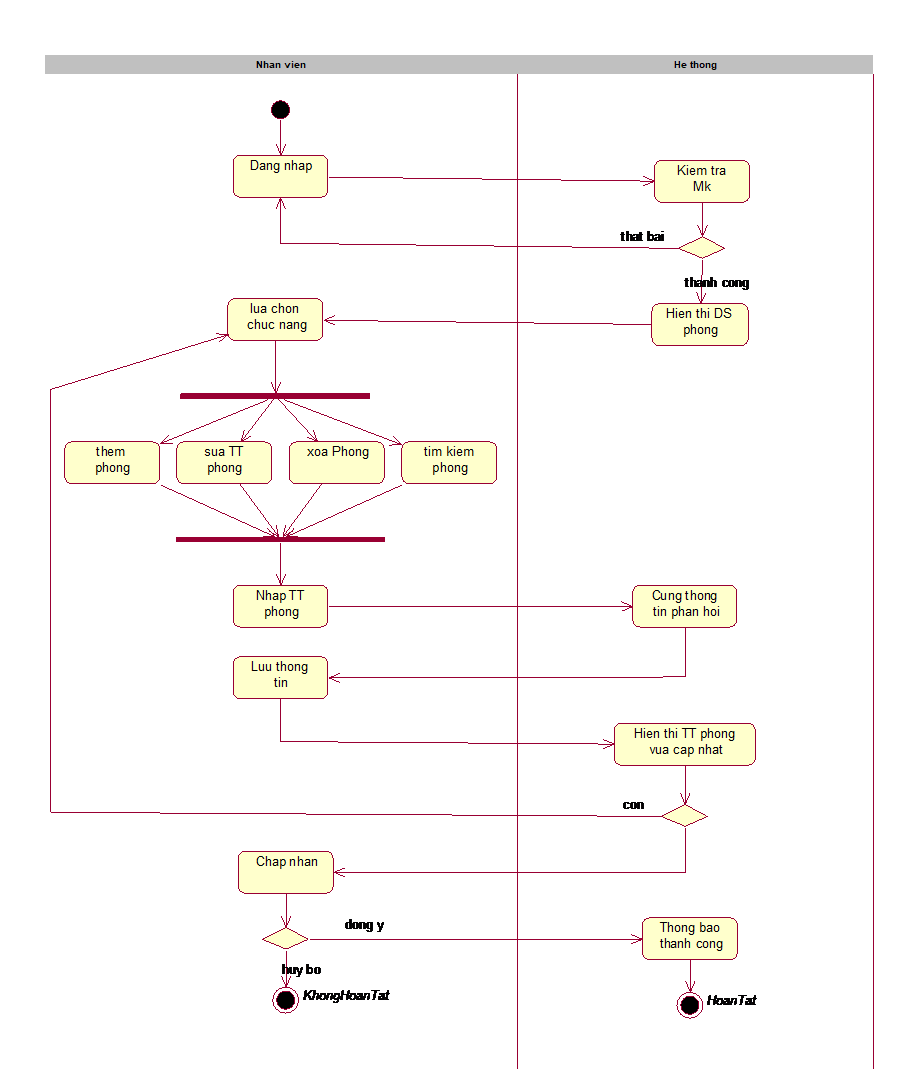 Nhan vien
He thong
Dang nhap
Kiem tra
Mk
that bai
thanh cong
lua chon
chuc nang
Hien thi DS
phong
them
phong
sua TT
phong
xoa Phong
tim kiem
phong
Nhap TT
phong
Cung thong
tin phan hoi
Luu thong
tin
Hien thi TT phong
vua cap nhat
con
Chap nhan
dong y
Thong bao
thanh cong
huy bo
KhongHoanTat
HoanTat